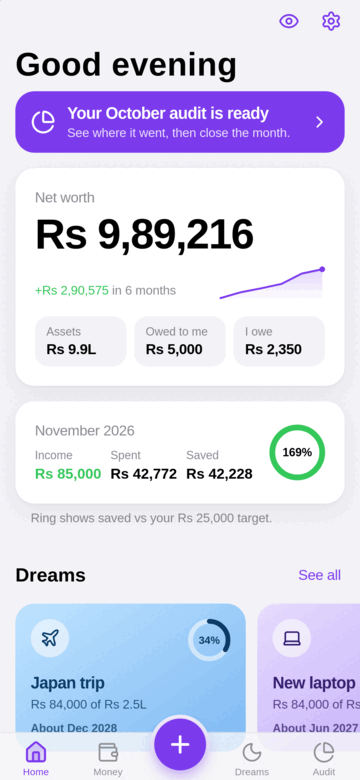 Good evening
Your October audit is ready
See where it went, then close the month.
Net worth
Rs 9,89,216
+Rs 2,90,575 in 6 months
Assets
Rs 9.9L
Owed to me
Rs 5,000
I owe
Rs 2,350
November 2026
Income
Rs 85,000
Spent
Rs 42,772
Saved
Rs 42,228
169%
Ring shows saved vs your Rs 25,000 target.
Dreams
See all
34%
Japan trip
Rs 84,000 of Rs 2.5L
About Dec 2028
New laptop
Rs 84,000 of Rs
About Jun 2027
Home
Money
Dreams
Audit